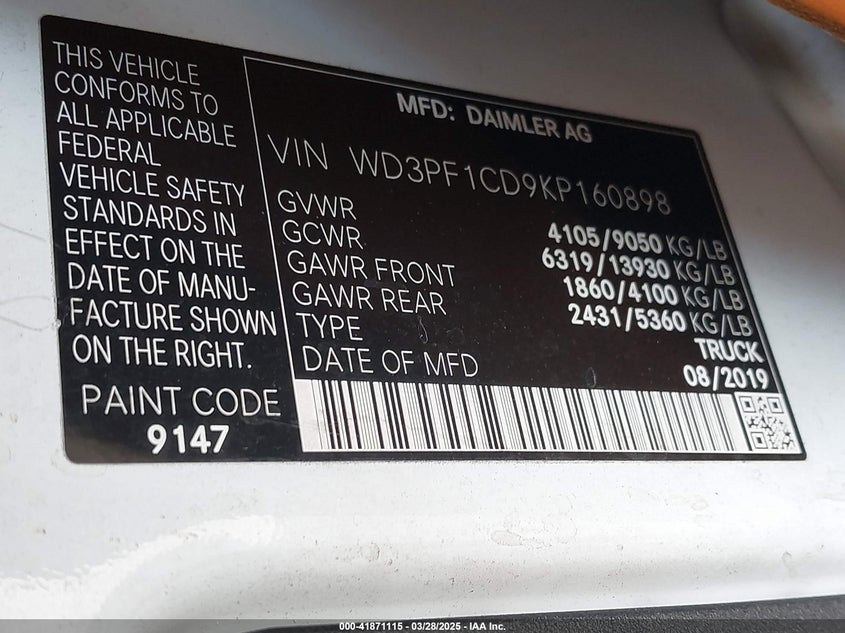 THIS VEHICLE
CONFORMS TO
ALL APPLICABLE
FEDERAL
VEHICLE SAFETY
STANDARDS IN
EFFECT ON THE
DATE OF MANU-
FACTURE SHOWN
ON THE RIGHT.
PAINT CODE
9147
MFD: DAIMLER AG
VIN WD3PF1CD9KP160898
GVWR 4105/9050 KG/LB
GCWR 6319/13930 KG/LB
GAWR FRONT 1860/4100 KG/LB
GAWR REAR 2431/5360 KG/LB
TYPE TRUCK
DATE OF MFD 08/2019
000-41871115 - 03/28/2025 - IAA Inc.